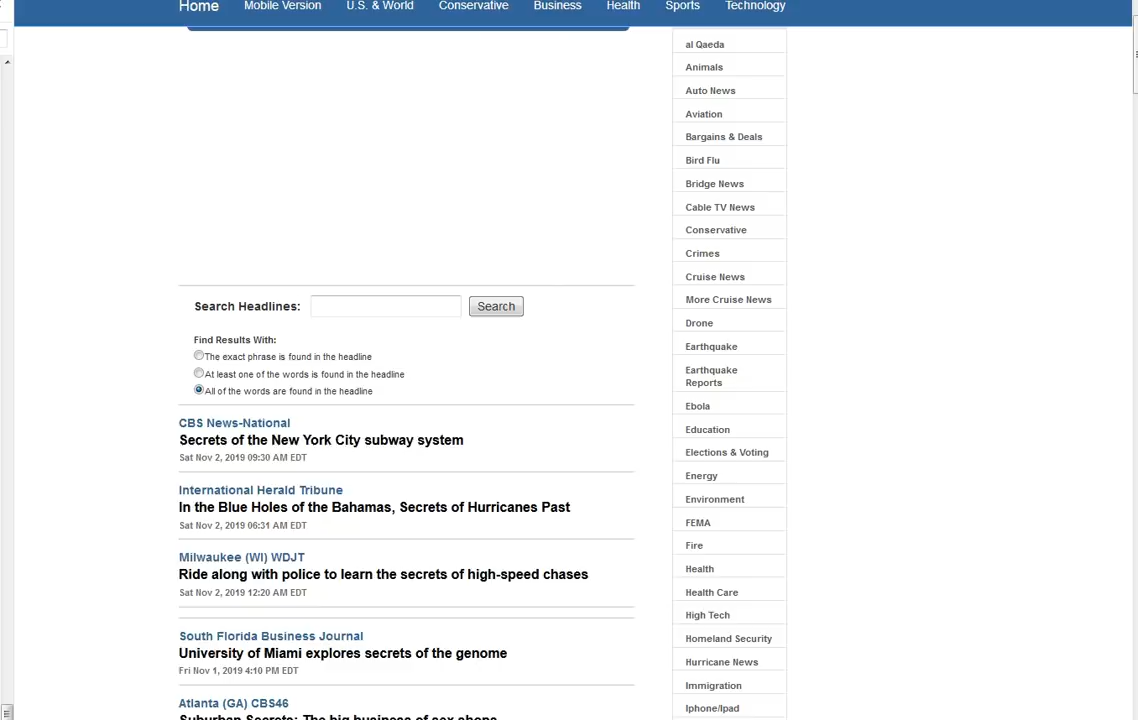 Home Mobile Version U.S. & World Conservative Business Health Sports Technology
Search Headlines: Search
Find Results With:
The exact phrase is found in the headline
At least one of the words is found in the headline
All of the words are found in the headline
CBS News-National
Secrets of the New York City subway system
Sat Nov 2, 2019 09:30 AM EDT
International Herald Tribune
In the Blue Holes of the Bahamas, Secrets of Hurricanes Past
Sat Nov 2, 2019 06:31 AM EDT
Milwaukee (WI) WDJT
Ride along with police to learn the secrets of high-speed chases
Sat Nov 2, 2019 12:20 AM EDT
South Florida Business Journal
University of Miami explores secrets of the genome
Fri Nov 1, 2019 4:10 PM EDT
Atlanta (GA) CBS46
Suburban Secrets: The big business of sex shops
al Qaeda
Animals
Auto News
Aviation
Bargains & Deals
Bird Flu
Bridge News
Cable TV News
Conservative
Crimes
Cruise News
More Cruise News
Drone
Earthquake
Earthquake
Reports
Ebola
Education
Elections & Voting
Energy
Environment
FEMA
Fire
Health
Health Care
High Tech
Homeland Security
Hurricane News
Immigration
Iphone/Ipad